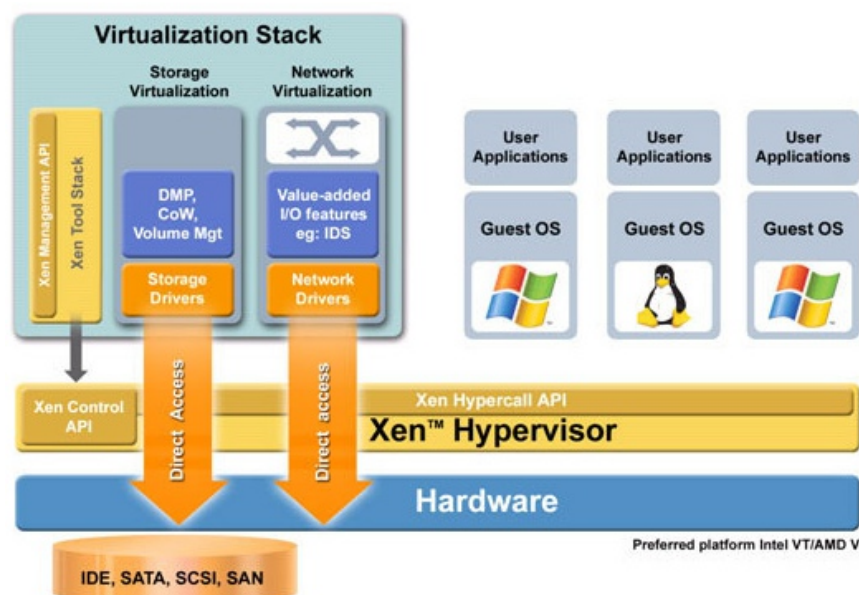 Virtualization Stack
Storage
Virtualization
Network
Virtualization
Xen Management API
Xen Tool Stack
DMP,
CoW,
Volume Mgt
Value-added
I/O features
eg: IDS
Storage
Drivers
Network
Drivers
User
Applications
User
Applications
User
Applications
Guest OS
Guest OS
Guest OS
Direct Access
Direct access
Xen Control
API
Xen Hypercall API
Xen™ Hypervisor
Hardware
Preferred platform Intel VT/AMD V
IDE, SATA, SCSI, SAN